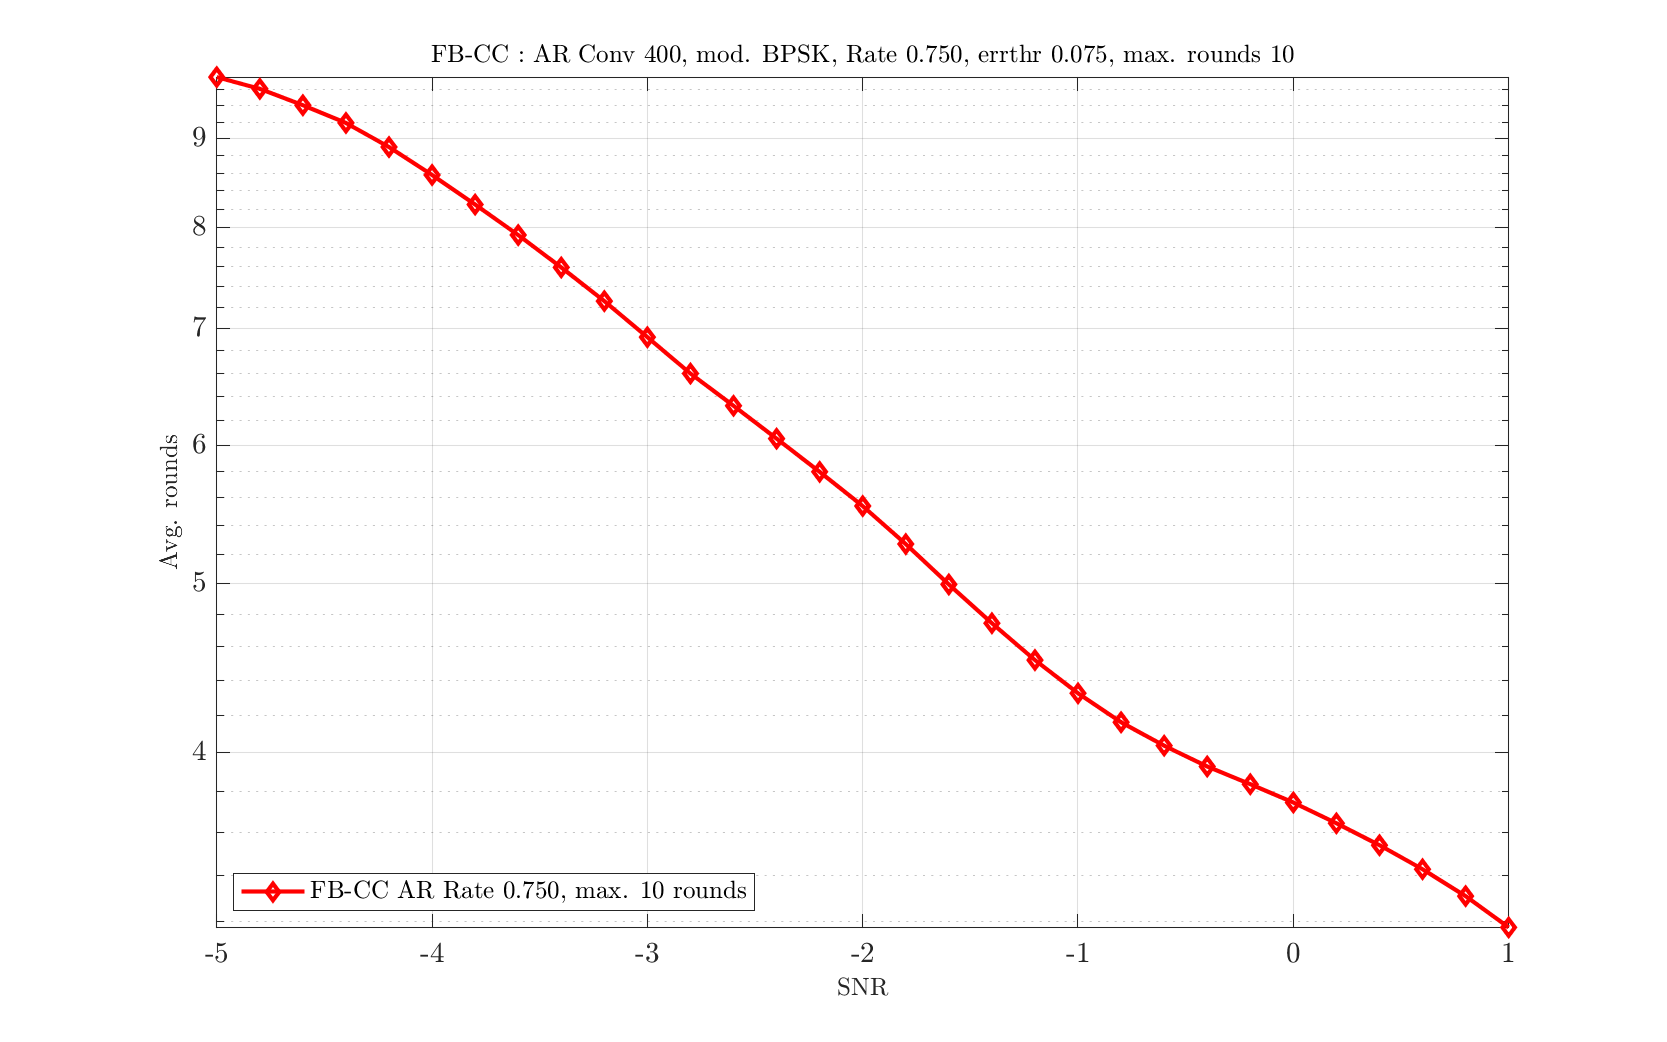 FB-CC : AR Conv 400, mod. BPSK, Rate 0.750, errthr 0.075, max. rounds 10
9
8
7
6
5
4
Avg. rounds
FB-CC AR Rate 0.750, max. 10 rounds
-5 -4 -3 -2 -1 0 1
SNR